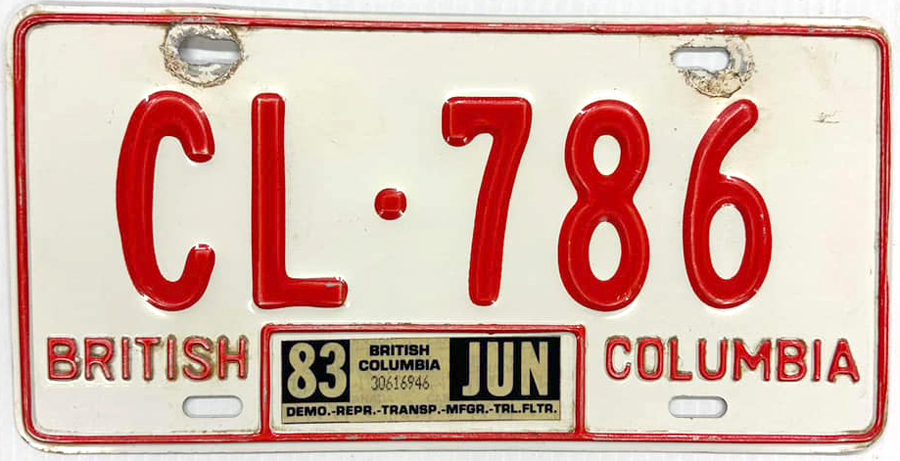 CL·786
BRITISH
83 BRITISH COLUMBIA JUN
30616946
DEMO.-REPR.-TRANSP.-MFGR.-TRL.FLTR.
COLUMBIA